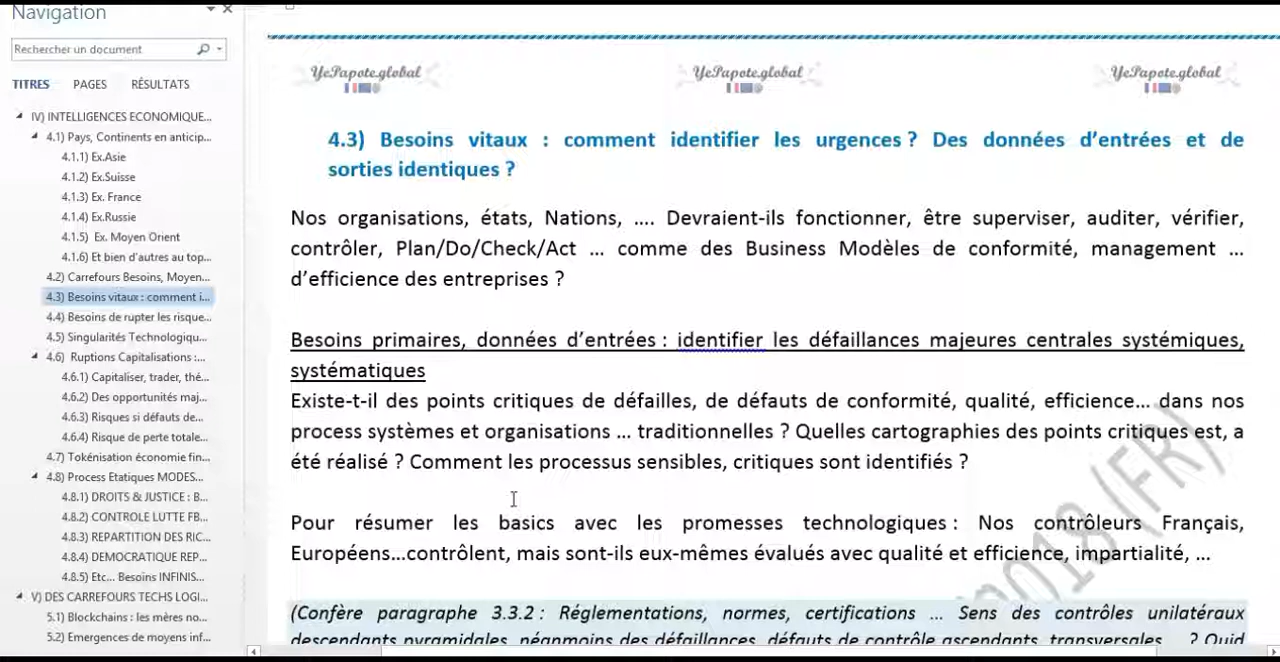 Navigation
Rechercher un document
TITRES PAGES RÉSULTATS
IV) INTELLIGENCES ECONOMIQUE...
4.1) Pays, Continents en anticip...
4.1.1) Ex.Asie
4.1.2) Ex.Suisse
4.1.3) Ex. France
4.1.4) Ex.Russie
4.1.5) Ex. Moyen Orient
4.1.6) Et bien d'autres au top...
4.2) Carrefours Besoins, Moyen...
4.3) Besoins vitaux : comment i...
4.4) Besoins de rupter les risque...
4.5) Singularités Technologiqu...
4.6) Ruptions Capitalisations :...
4.6.1) Capitaliser, trader, thé...
4.6.2) Des opportunités maj...
4.6.3) Risques si défauts de...
4.6.4) Risque de perte totale...
4.7) Tokénisation économie fin...
4.8) Process Etatiques MODES...
4.8.1) DROITS & JUSTICE : B...
4.8.2) CONTROLE LUTTE FB...
4.8.3) REPARTITION DES RIC...
4.8.4) DEMOCRATIQUE REP...
4.8.5) Etc... Besoins INFINIS...
V) DES CARREFOURS TECHS LOGI...
5.1) Blockchains : les mères no...
5.2) Emergences de moyens inf...
YePapote.global YePapote.global YePapote.global
4.3) Besoins vitaux : comment identifier les urgences ? Des données d'entrées et de
sorties identiques ?
Nos organisations, états, Nations, .... Devraient-ils fonctionner, être superviser, auditer, vérifier,
contrôler, Plan/Do/Check/Act ... comme des Business Modèles de conformité, management ...
d'efficience des entreprises ?
Besoins primaires, données d'entrées : identifier les défaillances majeures centrales systémiques,
systématiques
Existe-t-il des points critiques de défailles, de défauts de conformité, qualité, efficience... dans nos
process systèmes et organisations ... traditionnelles ? Quelles cartographies des points critiques est, a
été réalisé ? Comment les processus sensibles, critiques sont identifiés ?
Pour résumer les basics avec les promesses technologiques : Nos contrôleurs Français,
Européens...contrôlent, mais sont-ils eux-mêmes évalués avec qualité et efficience, impartialité, ...
(Confère paragraphe 3.3.2 : Réglementations, normes, certifications ... Sens des contrôles unilatéraux
descendants pyramidales, néanmoins des défaillances, défauts de contrôle ascendants, transversales ... ? Quid
2018 (FR)